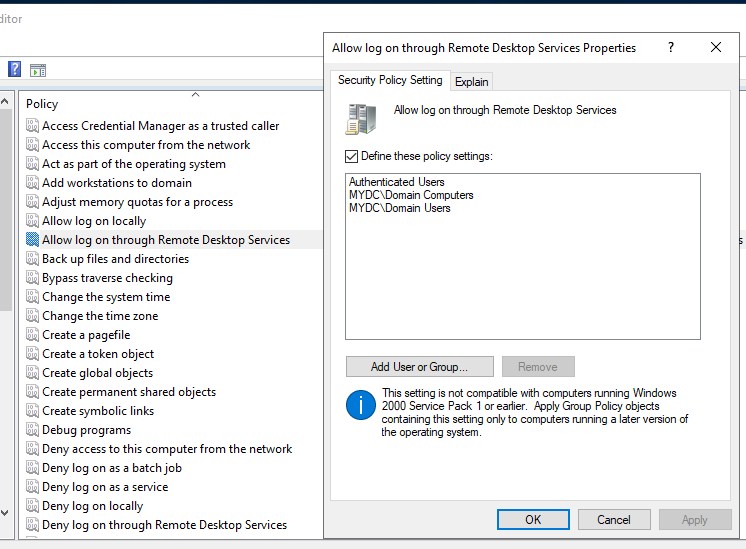 ditor
Policy
Access Credential Manager as a trusted caller
Access this computer from the network
Act as part of the operating system
Add workstations to domain
Adjust memory quotas for a process
Allow log on locally
Allow log on through Remote Desktop Services
Back up files and directories
Bypass traverse checking
Change the system time
Change the time zone
Create a pagefile
Create a token object
Create global objects
Create permanent shared objects
Create symbolic links
Debug programs
Deny access to this computer from the network
Deny log on as a batch job
Deny log on as a service
Deny log on locally
Deny log on through Remote Desktop Services
Allow log on through Remote Desktop Services Properties
Security Policy Setting
Explain
Allow log on through Remote Desktop Services
Define these policy settings:
Authenticated Users
MYDC\Domain Computers
MYDC\Domain Users
Add User or Group...
Remove
This setting is not compatible with computers running Windows
2000 Service Pack 1 or earlier. Apply Group Policy objects
containing this setting only to computers running a later version of
the operating system.
OK
Cancel
Apply
s